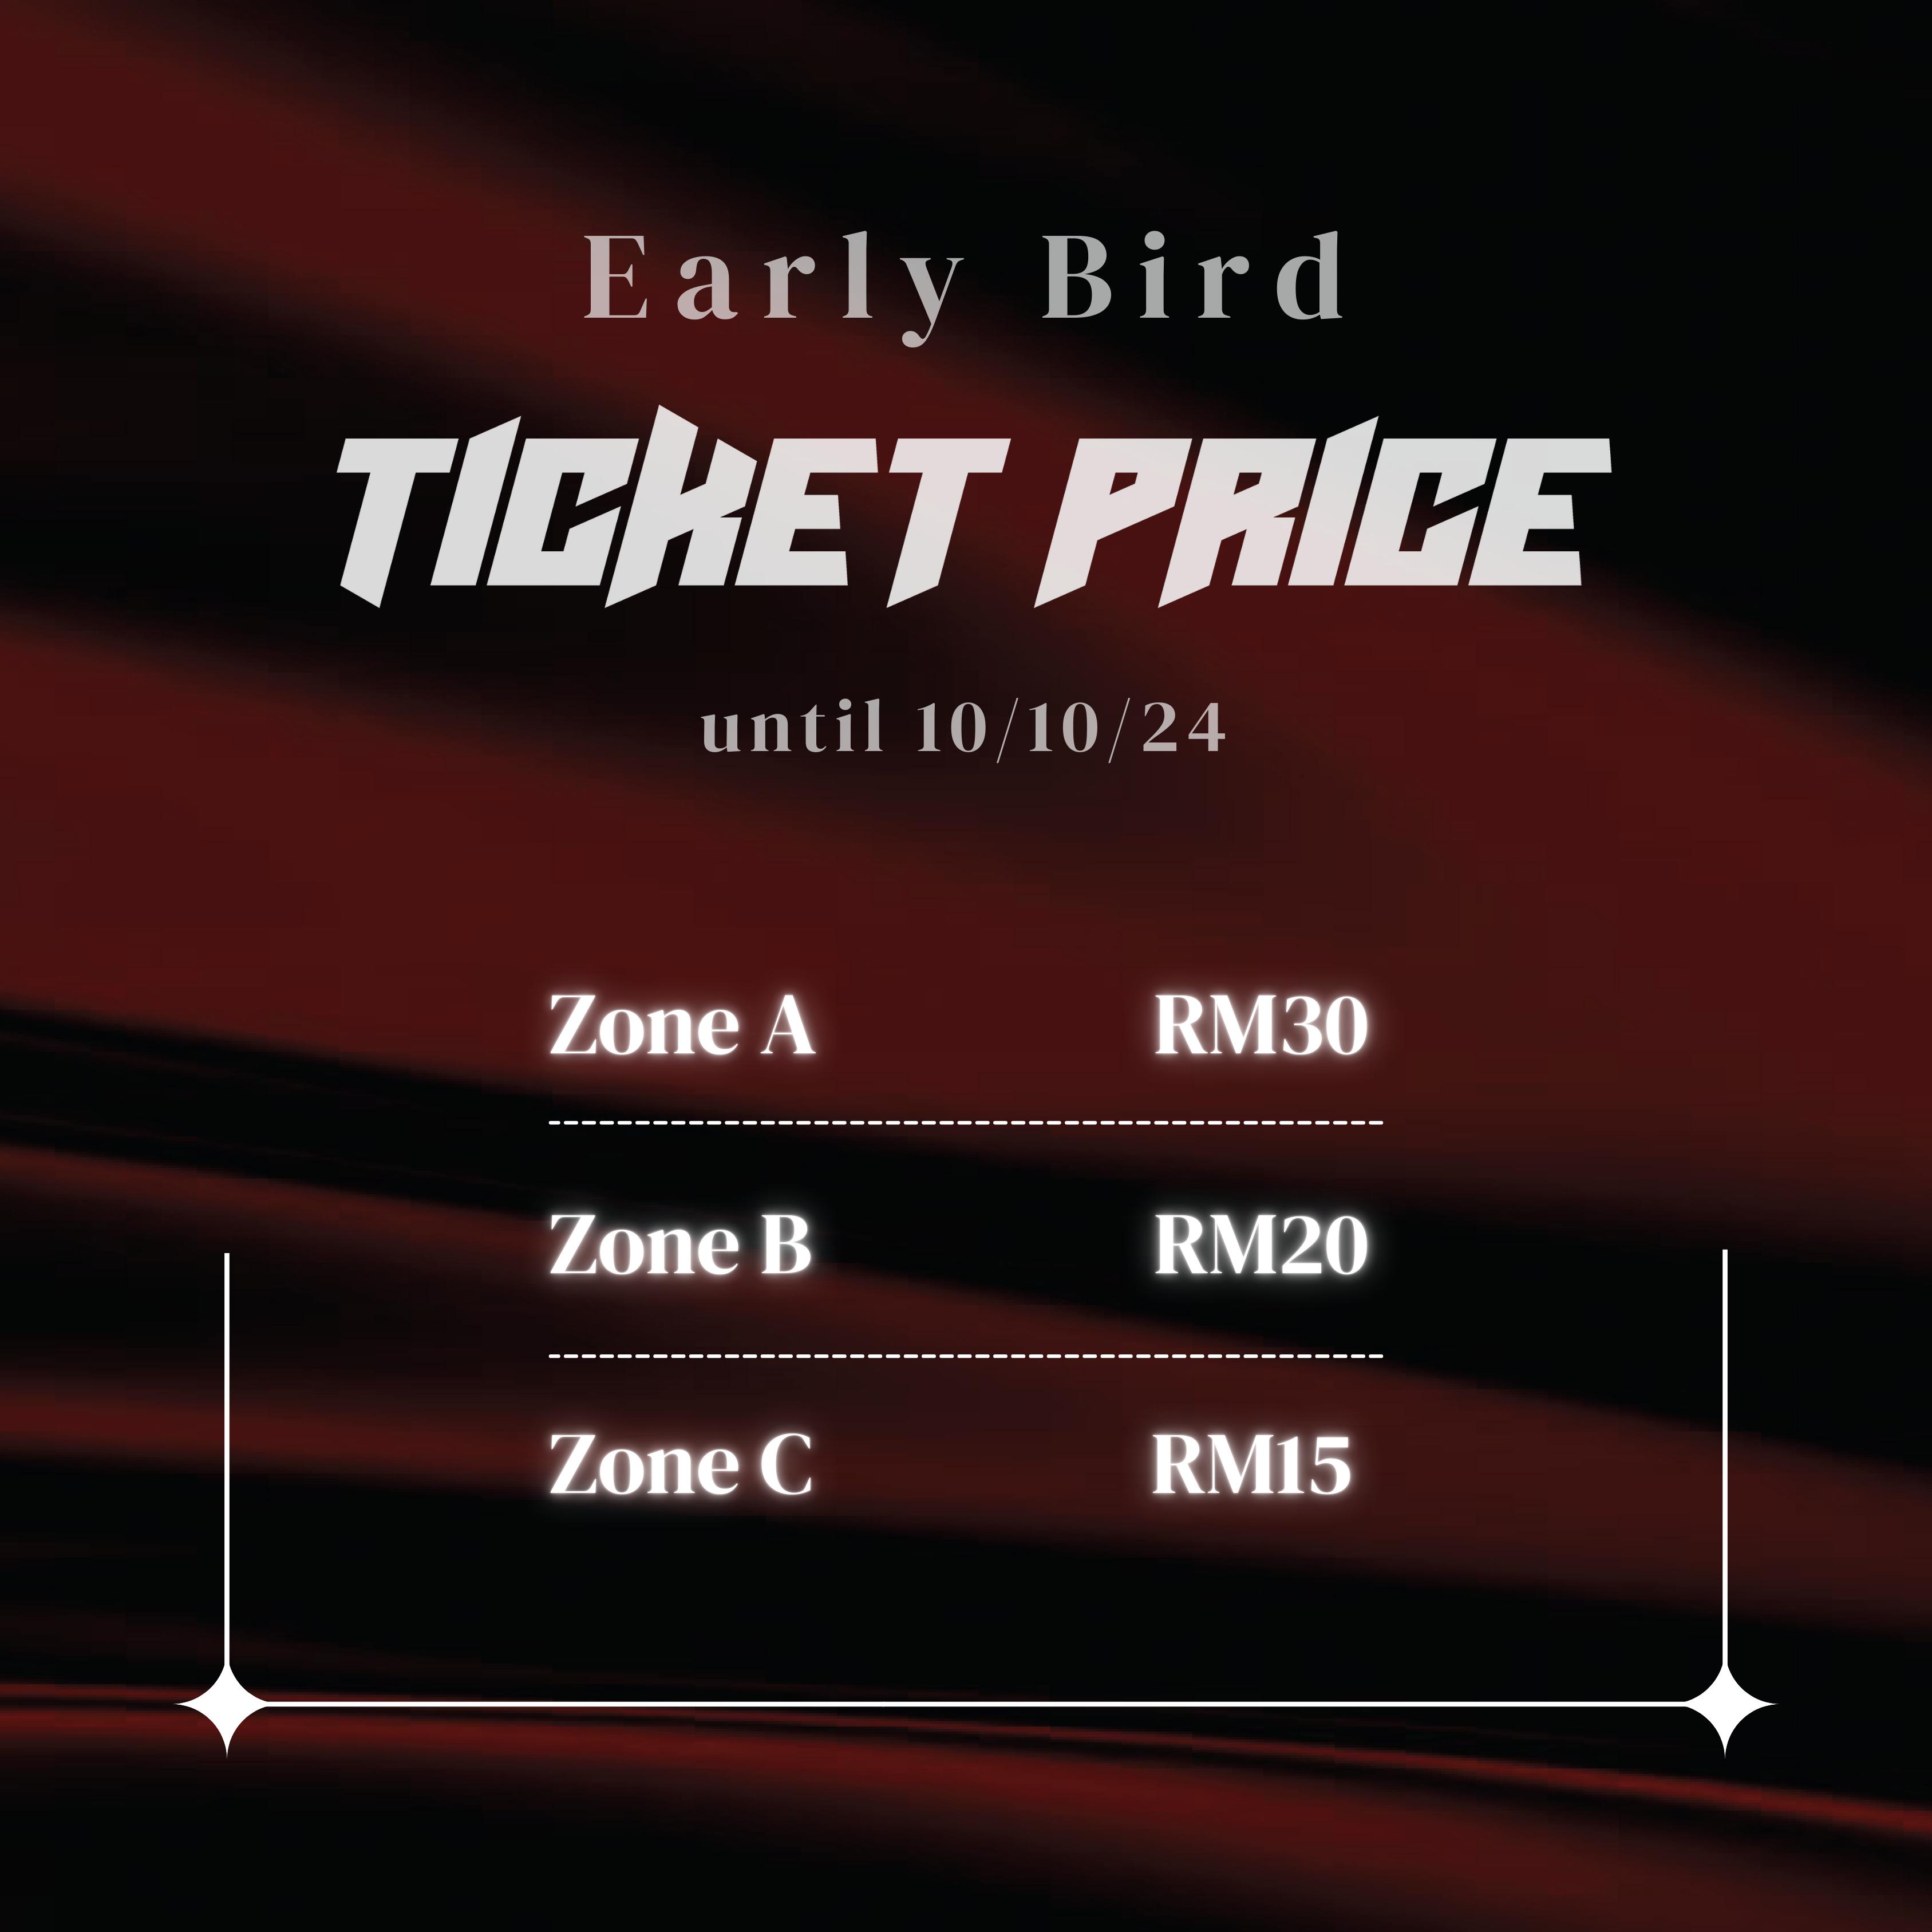 Early Bird
TICKET PRICE
until 10/10/24
Zone A RM30
Zone B RM20
Zone C RM15